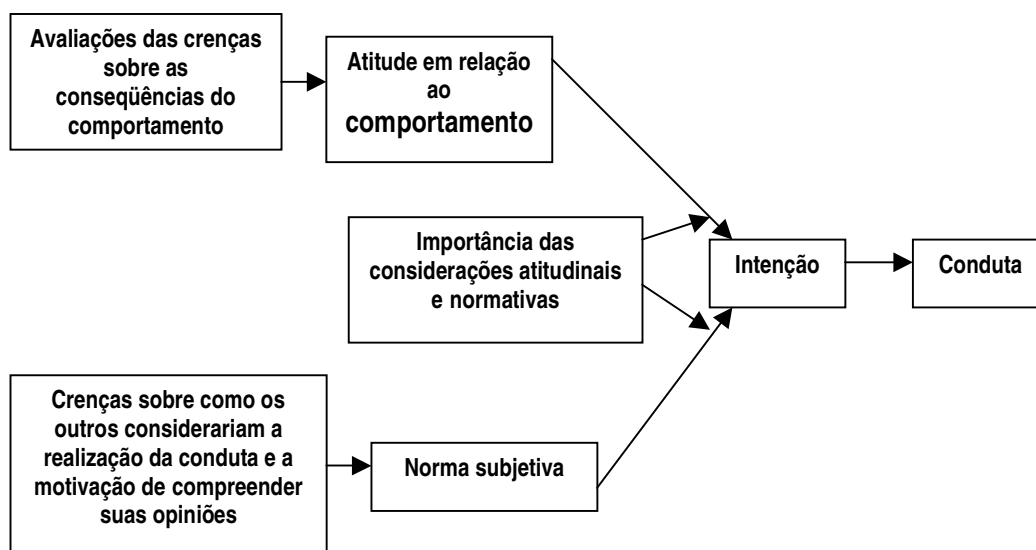 Avaliações das crenças
sobre as
conseqüências do
comportamento
Atitude em relação
ao
comportamento
Importância das
considerações atitudinais
e normativas
Intenção
Conduta
Crenças sobre como os
outros considerariam a
realização da conduta e a
motivação de compreender
suas opiniões
Norma subjetiva